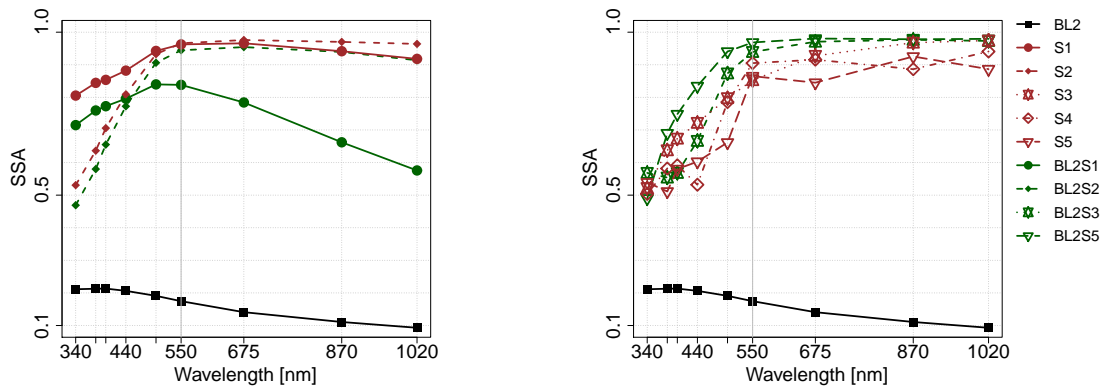 1.0
0.5
0.1
SSA
340
440
550
675
870
1020
Wavelength [nm]
1.0
0.5
0.1
SSA
340
440
550
675
870
1020
Wavelength [nm]
BL2
S1
S2
S3
S4
S5
BL2S1
BL2S2
BL2S3
BL2S5